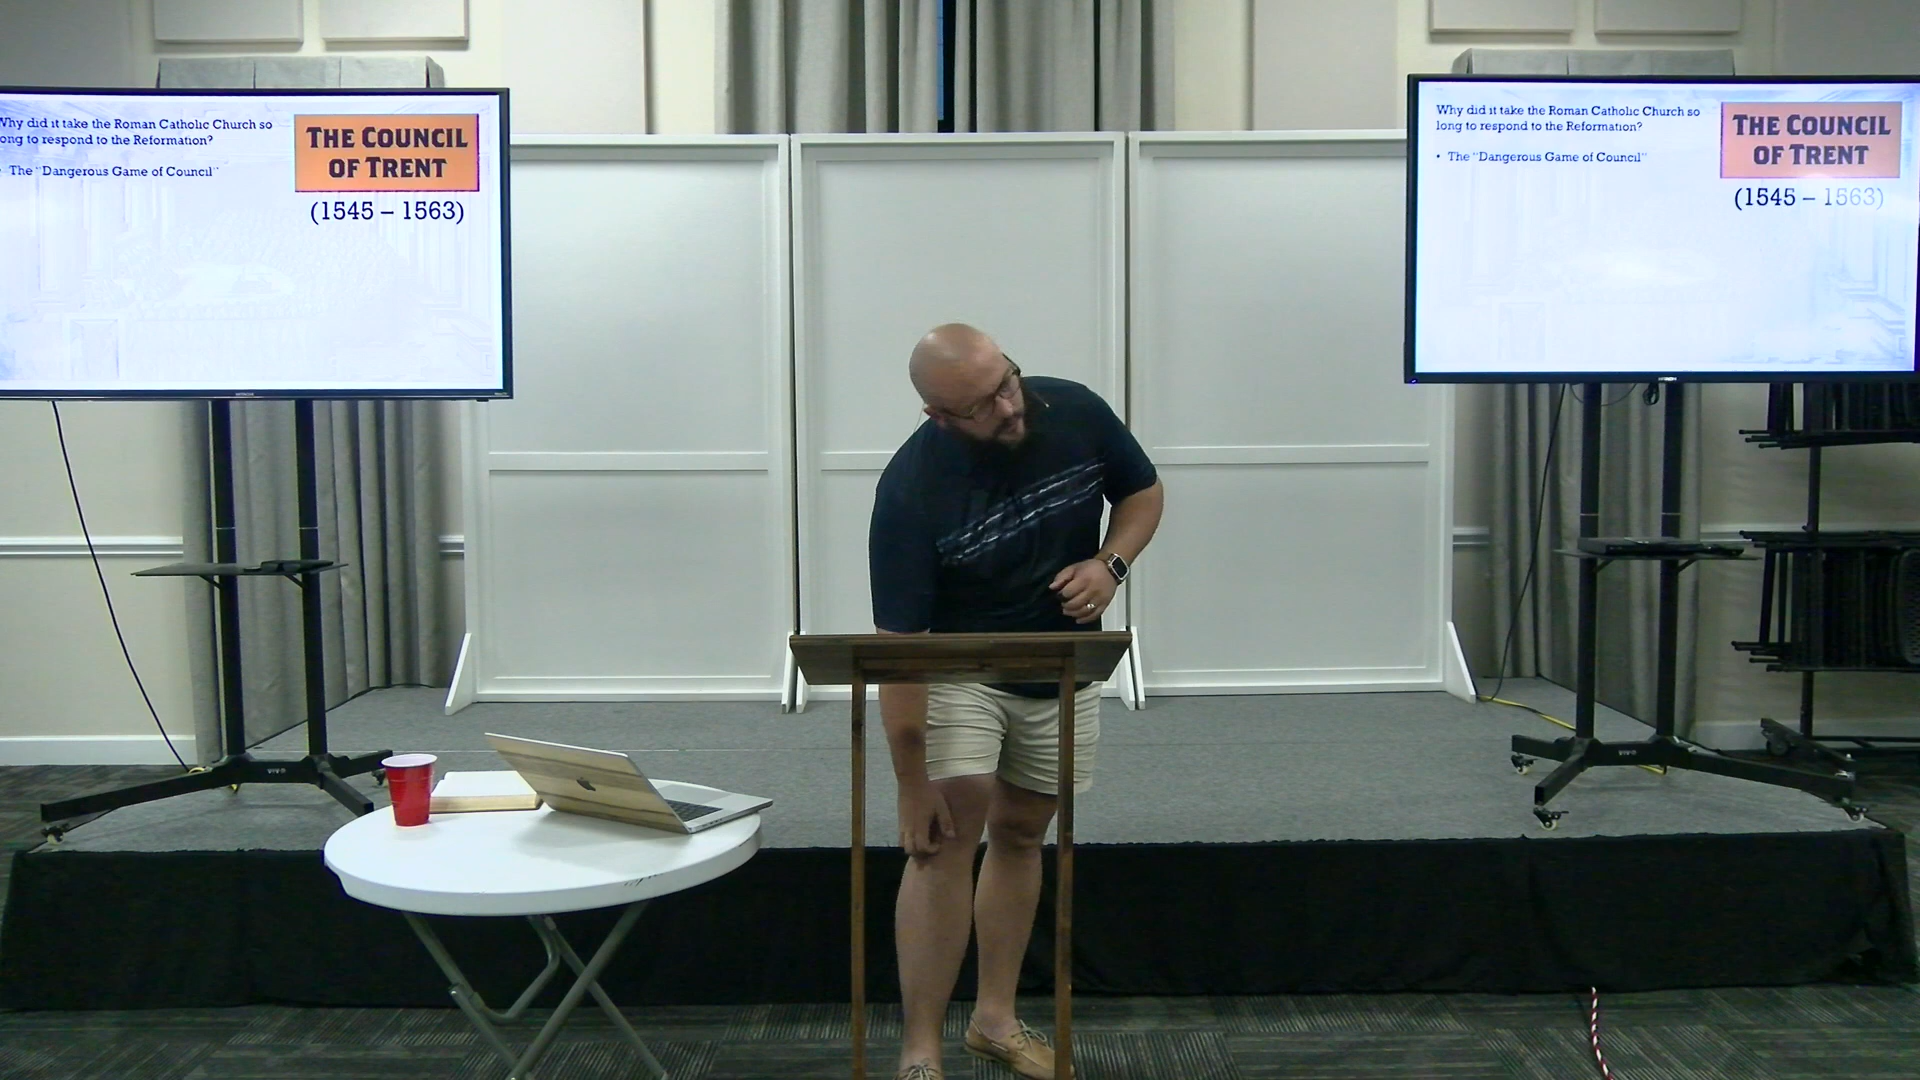 Why did it take the Roman Catholic Church so
long to respond to the Reformation?
• The "Dangerous Game of Council"
THE COUNCIL
OF TRENT
(1545 – 1563)
Why did it take the Roman Catholic Church so
long to respond to the Reformation?
• The "Dangerous Game of Council"
THE COUNCIL
OF TRENT
(1545 – 1563)